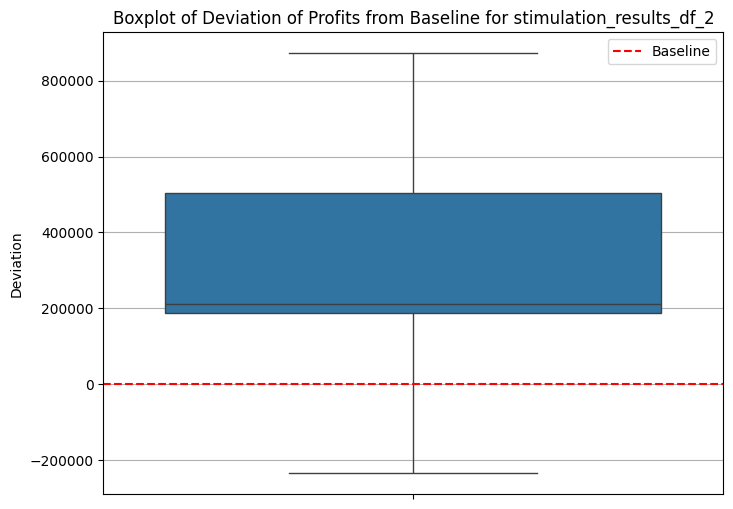 Boxplot of Deviation of Profits from Baseline for stimulation_results_df_2
Baseline
800000
600000
400000
200000
0
−200000
Deviation